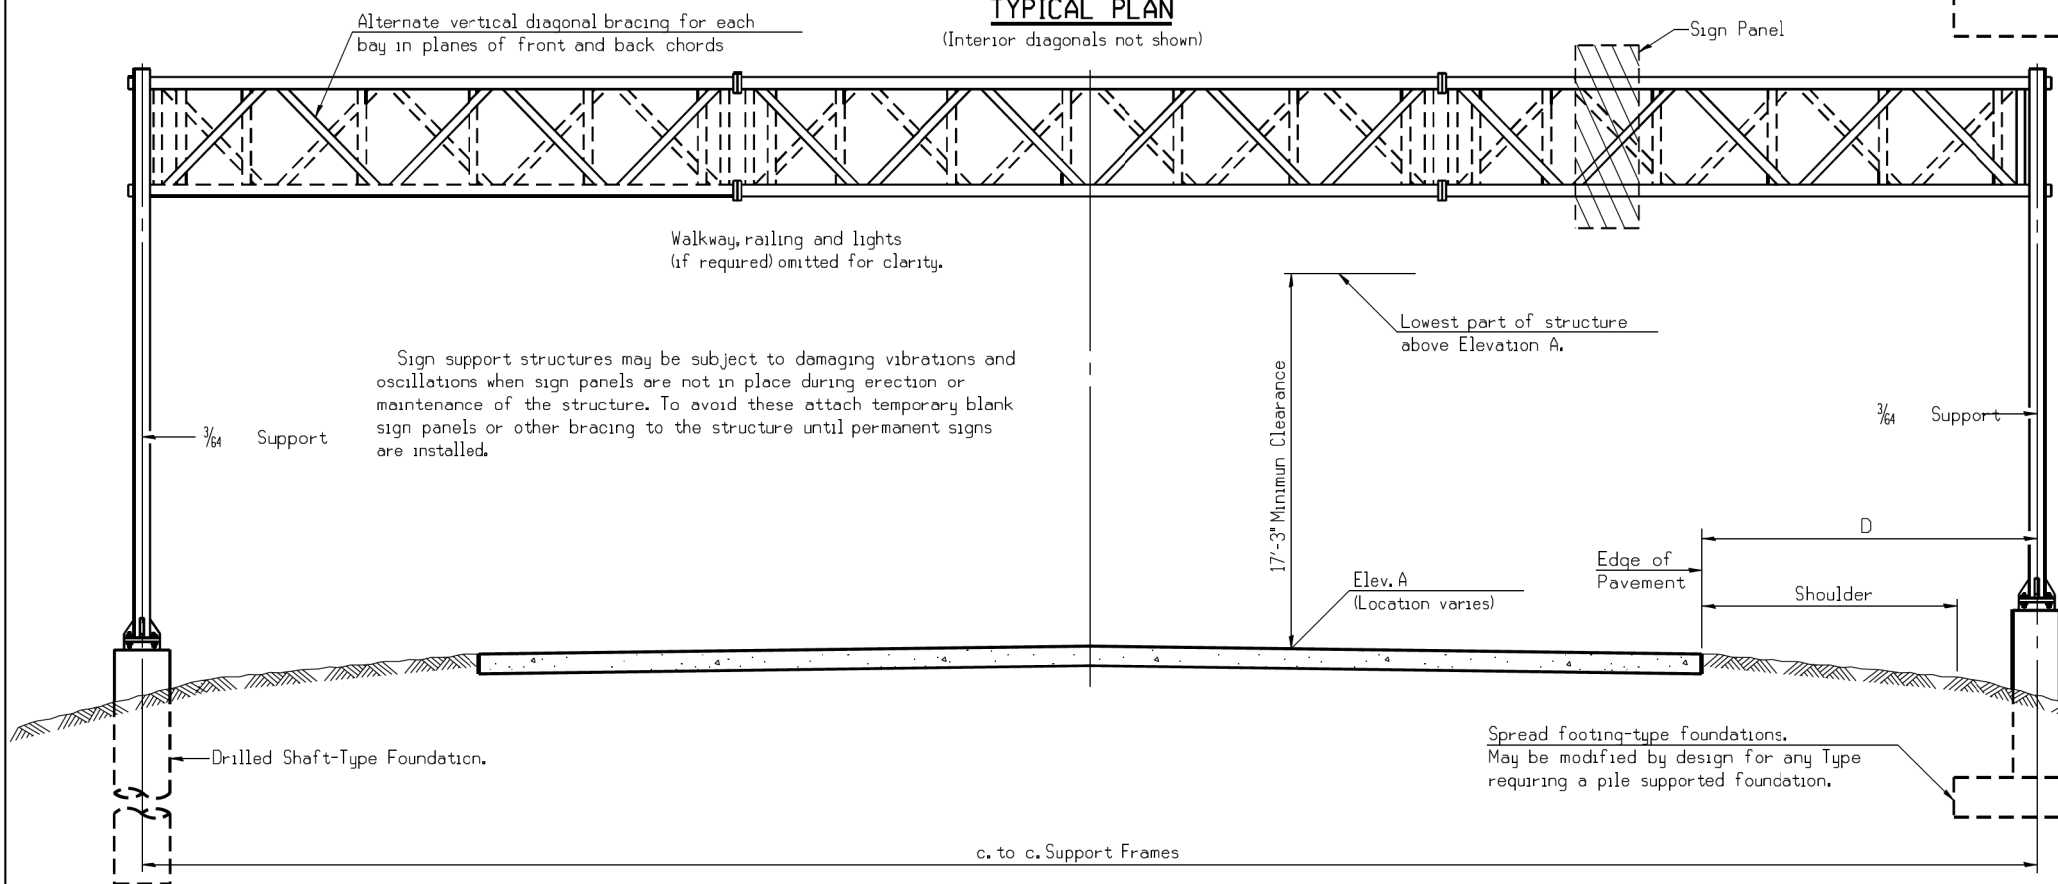 TYPICAL PLAN
(Interior diagonals not shown)
Alternate vertical diagonal bracing for each
bay in planes of front and back chords
Sign Panel
Walkway, railing and lights
(if required) omitted for clarity.
Lowest part of structure
above Elevation A.
Sign support structures may be subject to damaging vibrations and
oscillations when sign panels are not in place during erection or
maintenance of the structure. To avoid these attach temporary blank
sign panels or other bracing to the structure until permanent signs
are installed.
3/64 Support
17'-3" Minimun Clearance
3/64 Support
D
Edge of
Pavement
Elev. A
(Location varies)
Shoulder
Drilled Shaft-Type Foundation.
Spread footing-type foundations.
May be modified by design for any Type
requiring a pile supported foundation.
c. to c. Support Frames